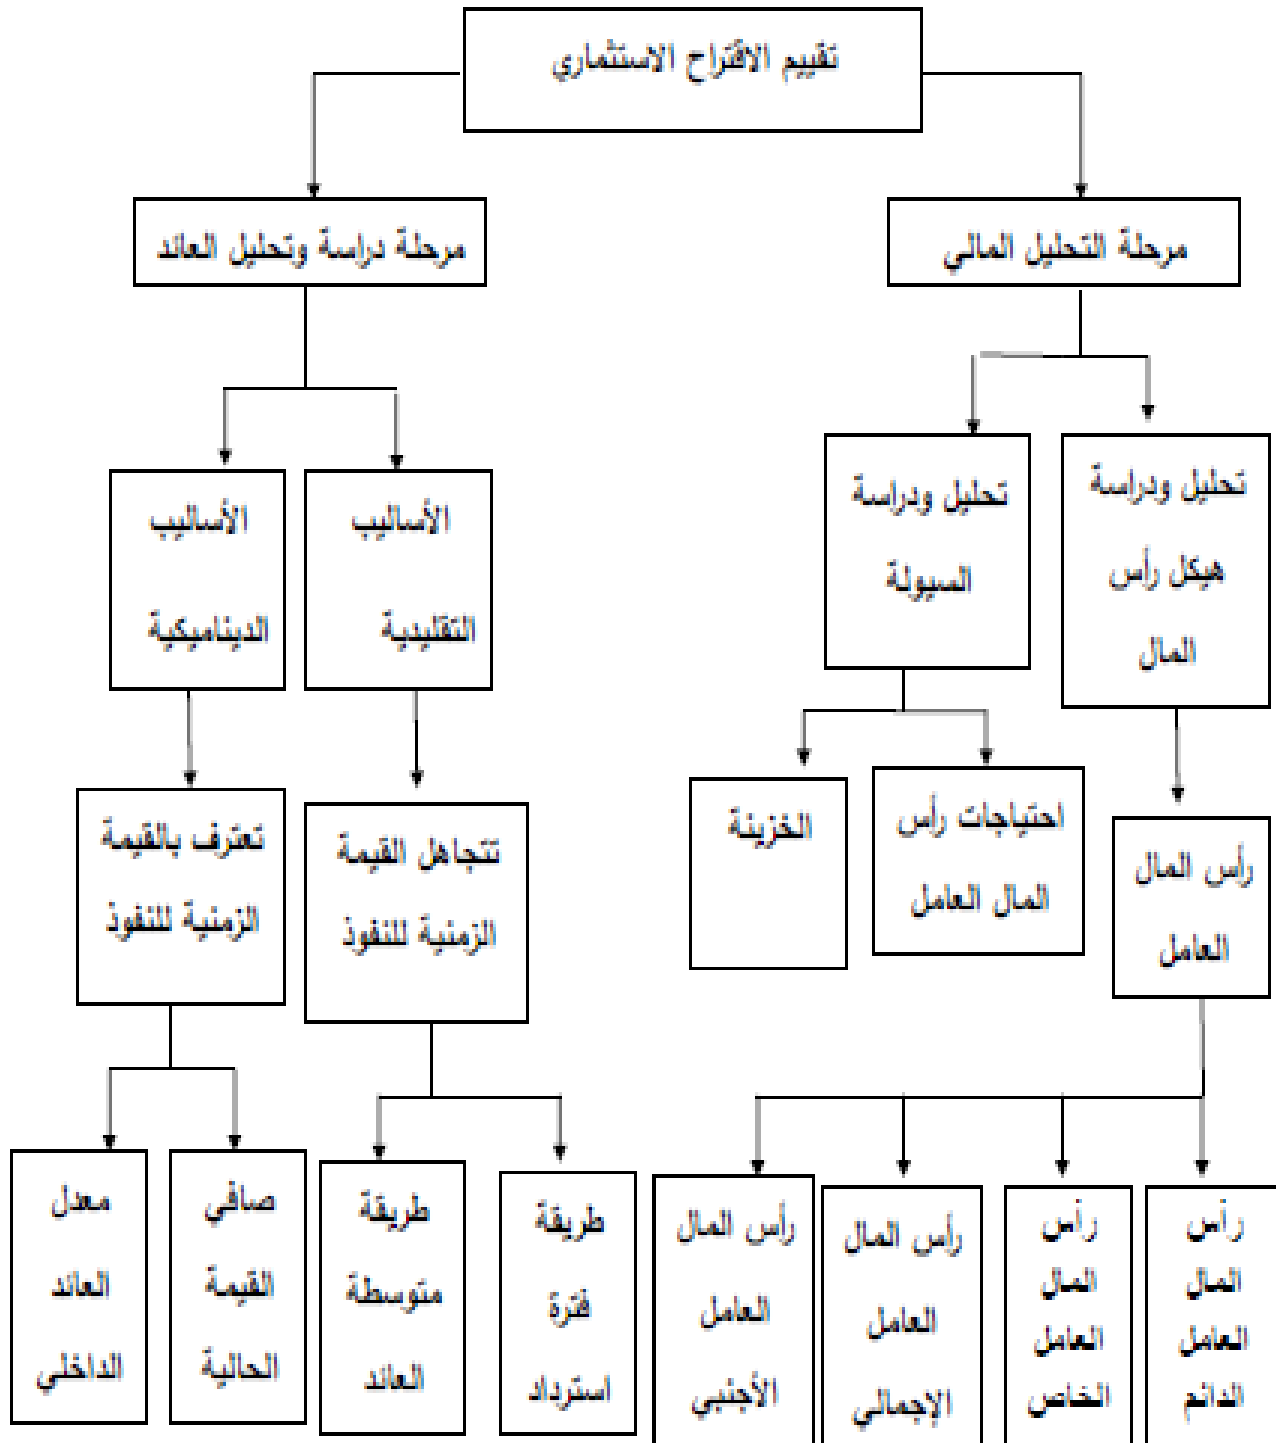 تقييم الاقتراح الاستثماري
مرحلة التحليل المالي
مرحلة دراسة وتحليل العائد
تحليل ودراسة
هيكل رأس
المال
تحليل ودراسة
السيولة
الأساليب
التقليدية
الأساليب
الديناميكية
رأس المال
العامل
احتياجات رأس
المال العامل
الخزينة
تتجاهل القيمة
الزمنية للنفوذ
تعترف بالقيمة
الزمنية للنفوذ
رأس
المال
العامل
الدائم
رأس
المال
العامل
الخاص
رأس المال
العامل
الإجمالي
رأس المال
العامل
الأجنبي
طريقة
فترة
استرداد
طريقة
متوسطة
العائد
صافي
القيمة
الحالية
معدل
العائد
الداخلي